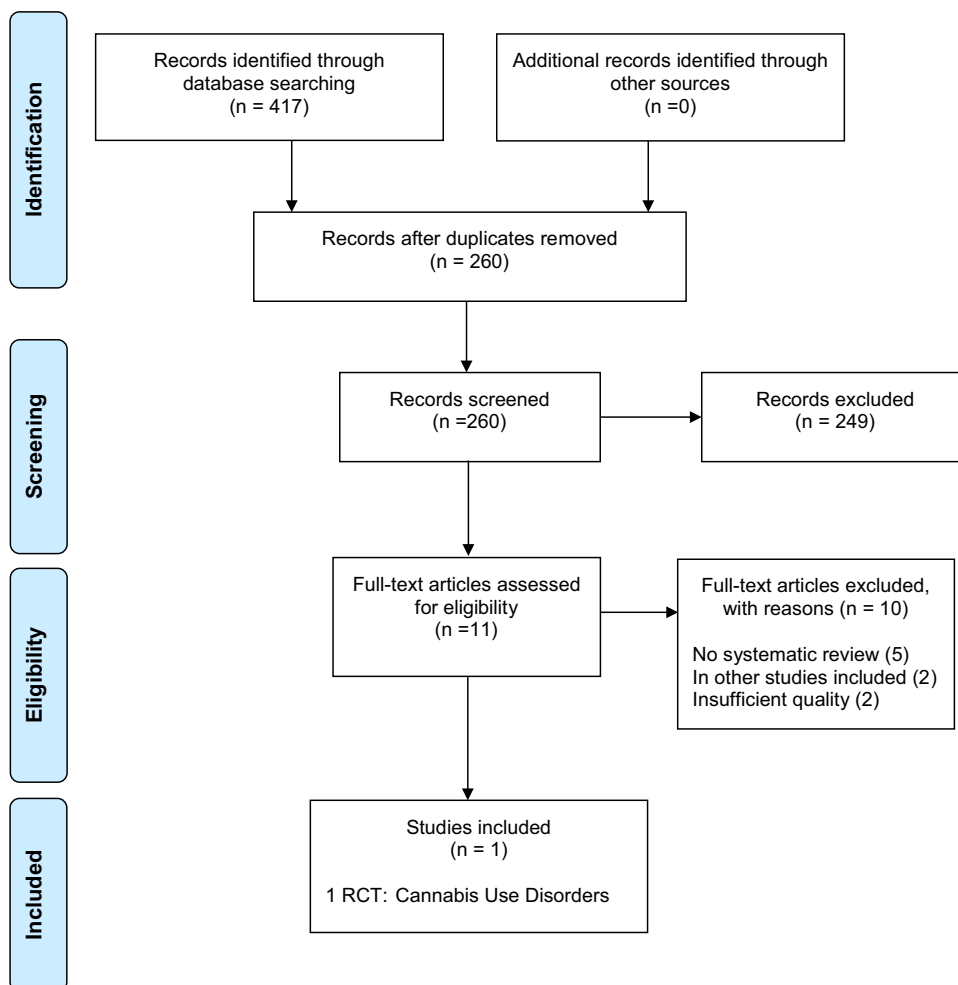 Identification
Records identified through
database searching
(n = 417)
Additional records identified through
other sources
(n =0)
Records after duplicates removed
(n = 260)
Screening
Records screened
(n =260)
Records excluded
(n = 249)
Eligibility
Full-text articles assessed
for eligibility
(n =11)
Full-text articles excluded,
with reasons (n = 10)
No systematic review (5)
In other studies included (2)
Insufficient quality (2)
Included
Studies included
(n = 1)
1 RCT: Cannabis Use Disorders